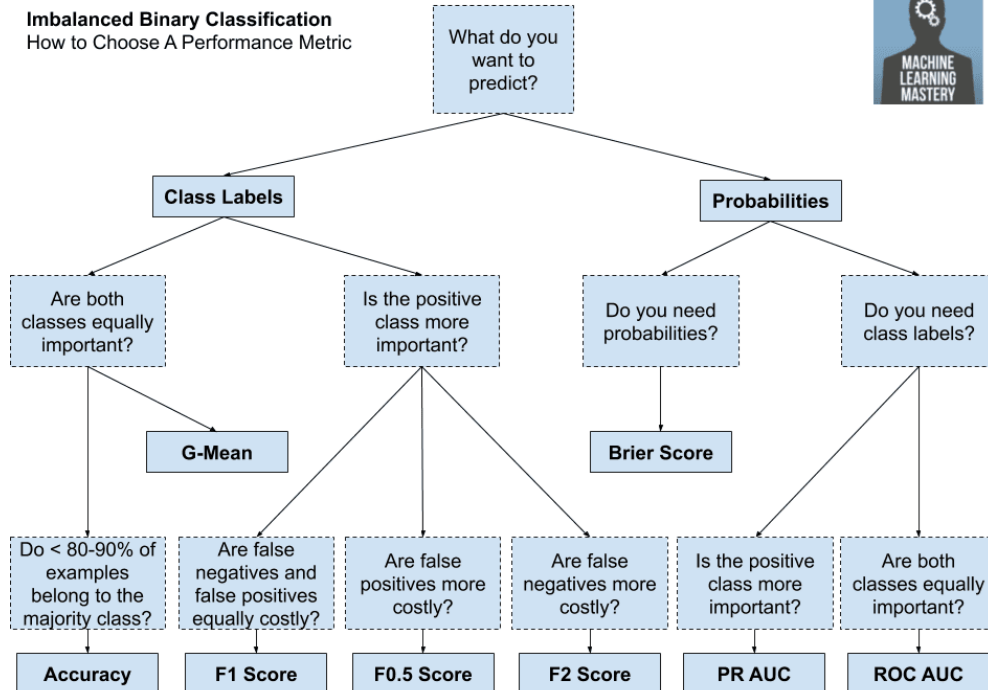 Imbalanced Binary Classification
How to Choose A Performance Metric
What do you
want to
predict?
MACHINE
LEARNING
MASTERY
Class Labels
Probabilities
Are both
classes equally
important?
Is the positive
class more
important?
Do you need
probabilities?
Do you need
class labels?
G-Mean
Brier Score
Do < 80-90% of
examples
belong to the
majority class?
Are false
negatives and
false positives
equally costly?
Are false
positives more
costly?
Are false
negatives more
costly?
Is the positive
class more
important?
Are both
classes equally
important?
Accuracy
F1 Score
F0.5 Score
F2 Score
PR AUC
ROC AUC